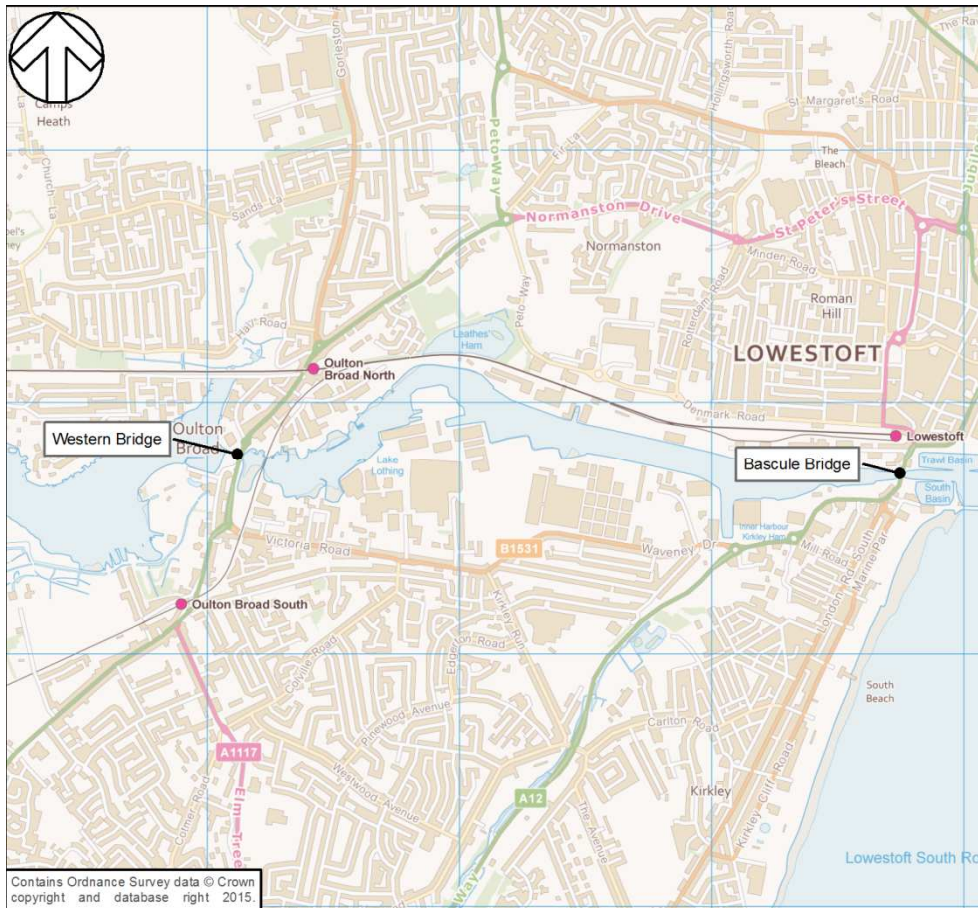 Camps
Heath
Church La
Gorleston
Hollingsworth Road
The
St Margaret's Road
The
Bleach
Sands La
Peto Way
Fir La
Normanston Drive
St Peter's Street
Normanston
Minden Road
Rotterdam Road
Roman
Hill
Peto Way
Hall Road
Leathes
Ham
LOWESTOFT
Oulton
Broad North
Denmark Road
Oulton
Broad
Western Bridge
Lowestoft
Lake
Lothing
Bascule Bridge
Trawl Basin
South
Basin
Inner Harbour
Kirkley Ham
Victoria Road
B1531
Waveney Dr
Mill Road
London Rd South
Marine Par
Oulton Broad South
Kirkley Run
Edgerton Road
Colville Road
Pinewood Avenue
South
Beach
Carlton Road
A1117
Westwood Avenue
Kirkley
Kirkley Cliff Road
A12
Colmer Road
Elm Tree
The Avenue
Way
Lowestoft South Ro
Contains Ordnance Survey data © Crown
copyright and database right 2015.